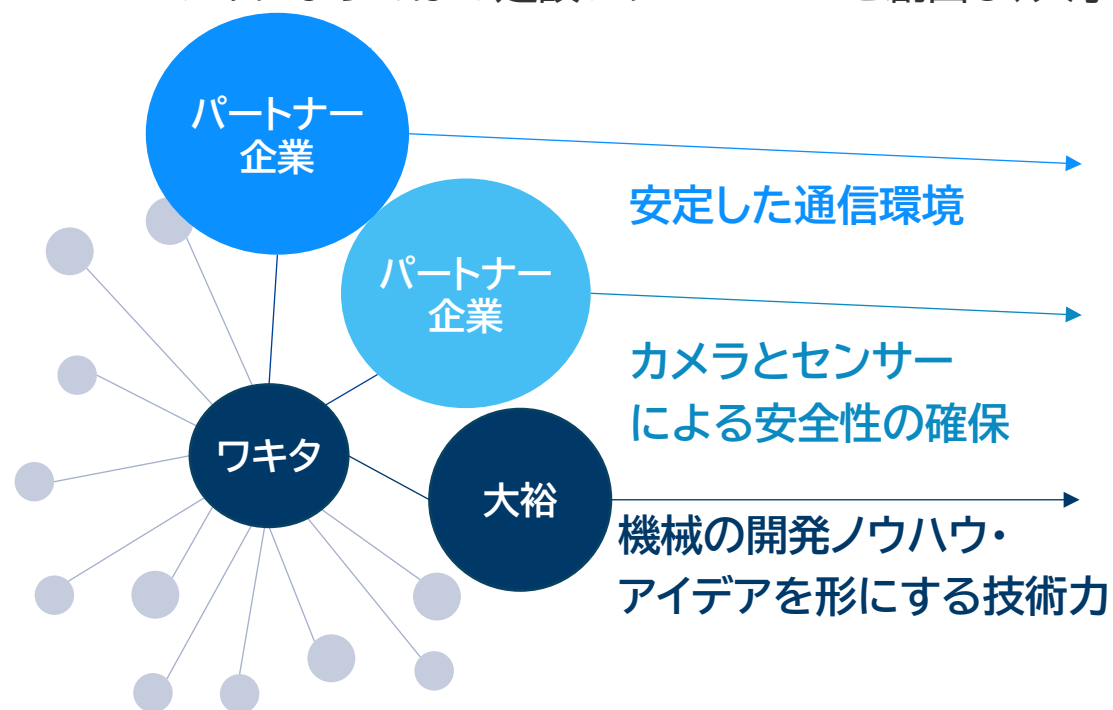 パートナー
企業
安定した通信環境
パートナー
企業
カメラとセンサー
による安全性の確保
ワキタ
大裕
機械の開発ノウハウ・
アイデアを形にする技術力